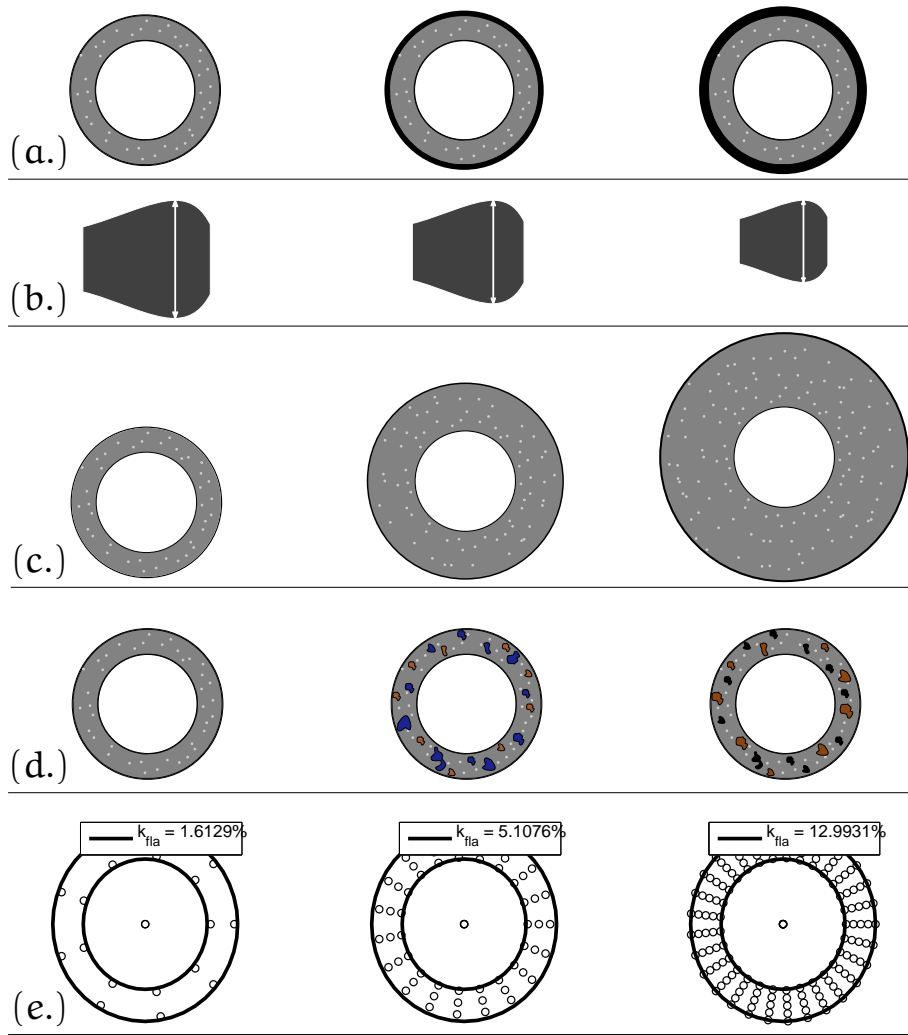 (a.)
(b.)
(c.)
(d.)
k_fla = 1.6129%
k_fla = 5.1076%
k_fla = 12.9931%
(e.)